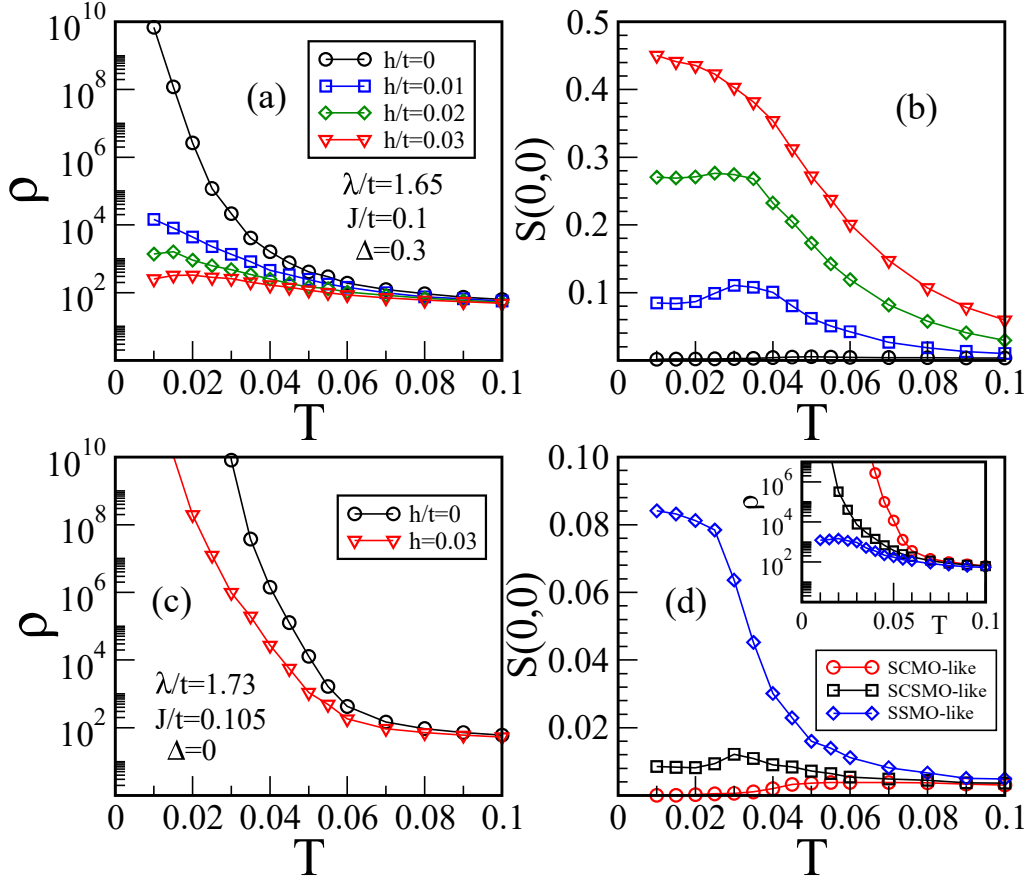 10^10
10^8
10^6
10^4
10^2
ρ
(a)
h/t=0
h/t=0.01
h/t=0.02
h/t=0.03
λ/t=1.65
J/t=0.1
Δ=0.3
0 0.02 0.04 0.06 0.08 0.1
T
0.5
0.4
0.3
0.2
0.1
S(0,0)
(b)
0 0.02 0.04 0.06 0.08 0.1
T
10^10
10^8
10^6
10^4
10^2
ρ
(c)
h/t=0
h=0.03
λ/t=1.73
J/t=0.105
Δ=0
0 0.02 0.04 0.06 0.08 0.1
T
0.10
0.08
0.06
0.04
0.02
S(0,0)
(d)
10^6
10^4
10^2
ρ
0 0.05 0.1
T
SCMO-like
SCSMO-like
SSMO-like
0 0.02 0.04 0.06 0.08 0.1
T